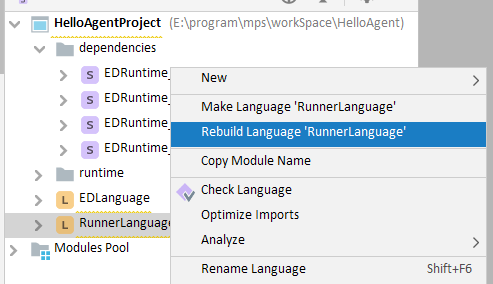 HelloAgentProject (E:\program\mps\workSpace\HelloAgent)
dependencies
S EDRuntime_
S EDRuntime_
S EDRuntime_
S EDRuntime_
runtime
L EDLanguage
L RunnerLanguage
Modules Pool
New
Make Language 'RunnerLanguage'
Rebuild Language 'RunnerLanguage'
Copy Module Name
Check Language
Optimize Imports
Analyze
Rename Language Shift+F6